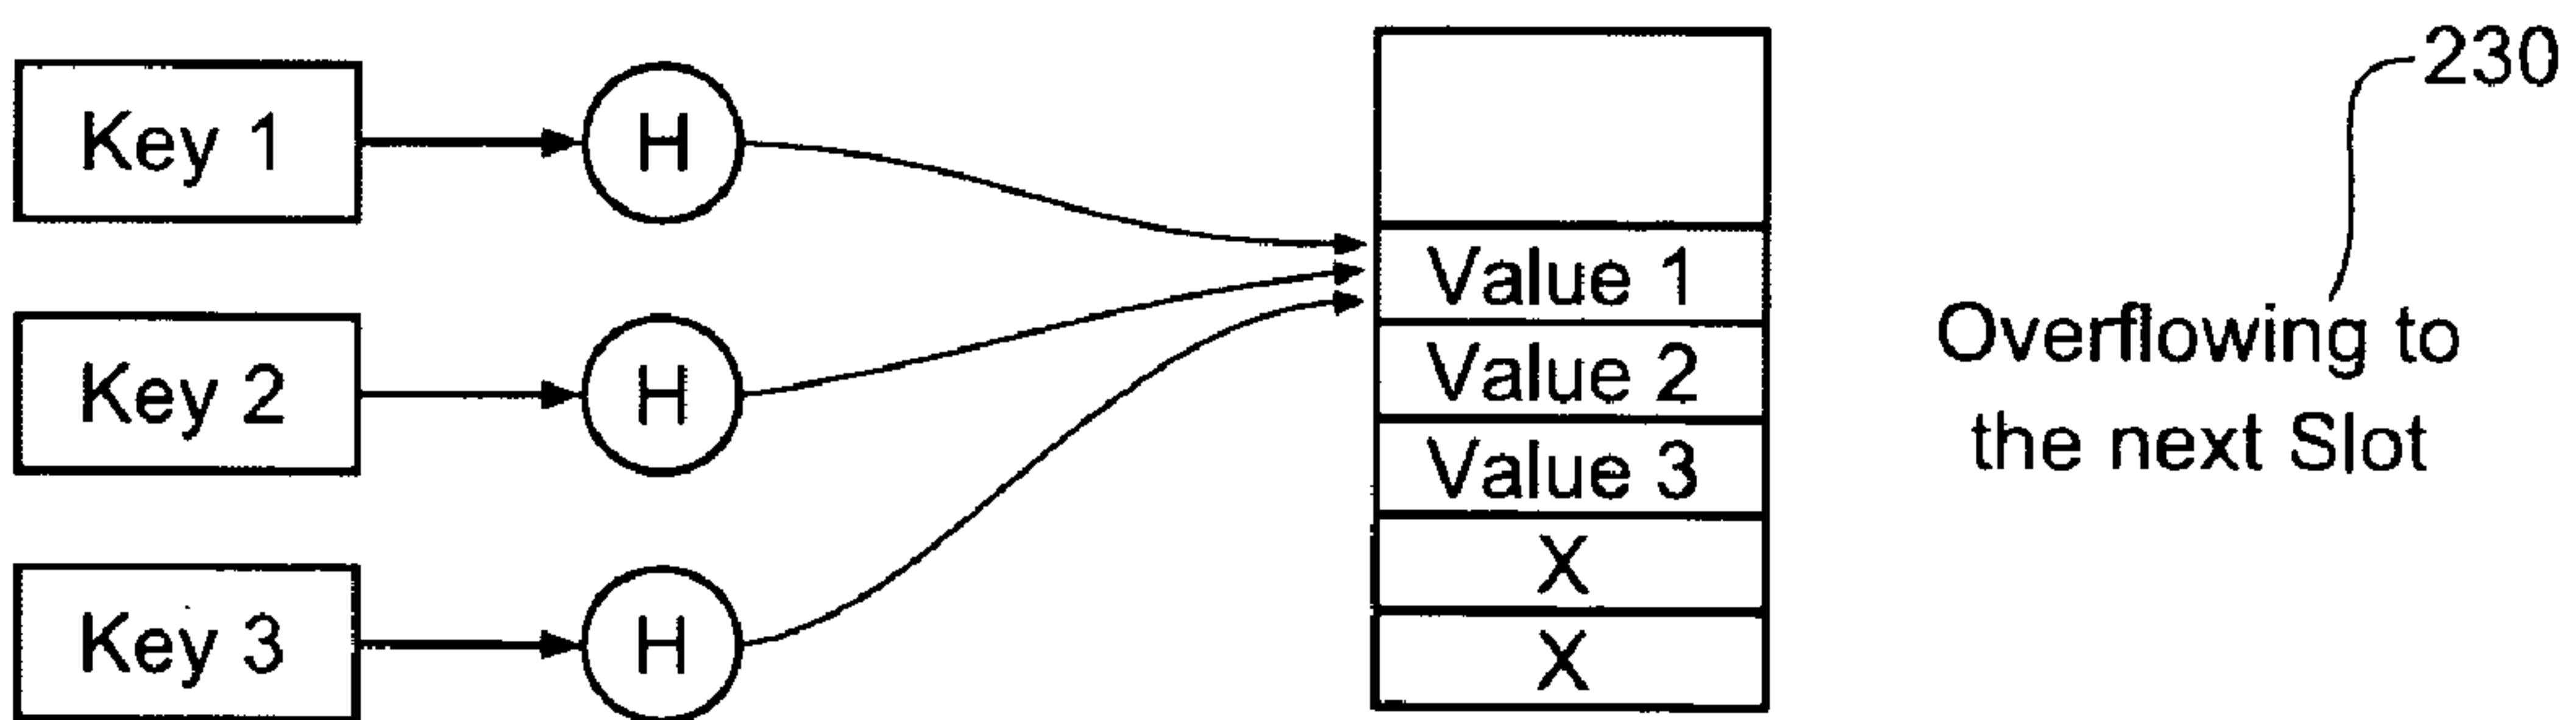 230
Key 1
H
Value 1
Key 2
H
Value 2
Value 3
Key 3
H
X
X
Overflowing to
the next Slot